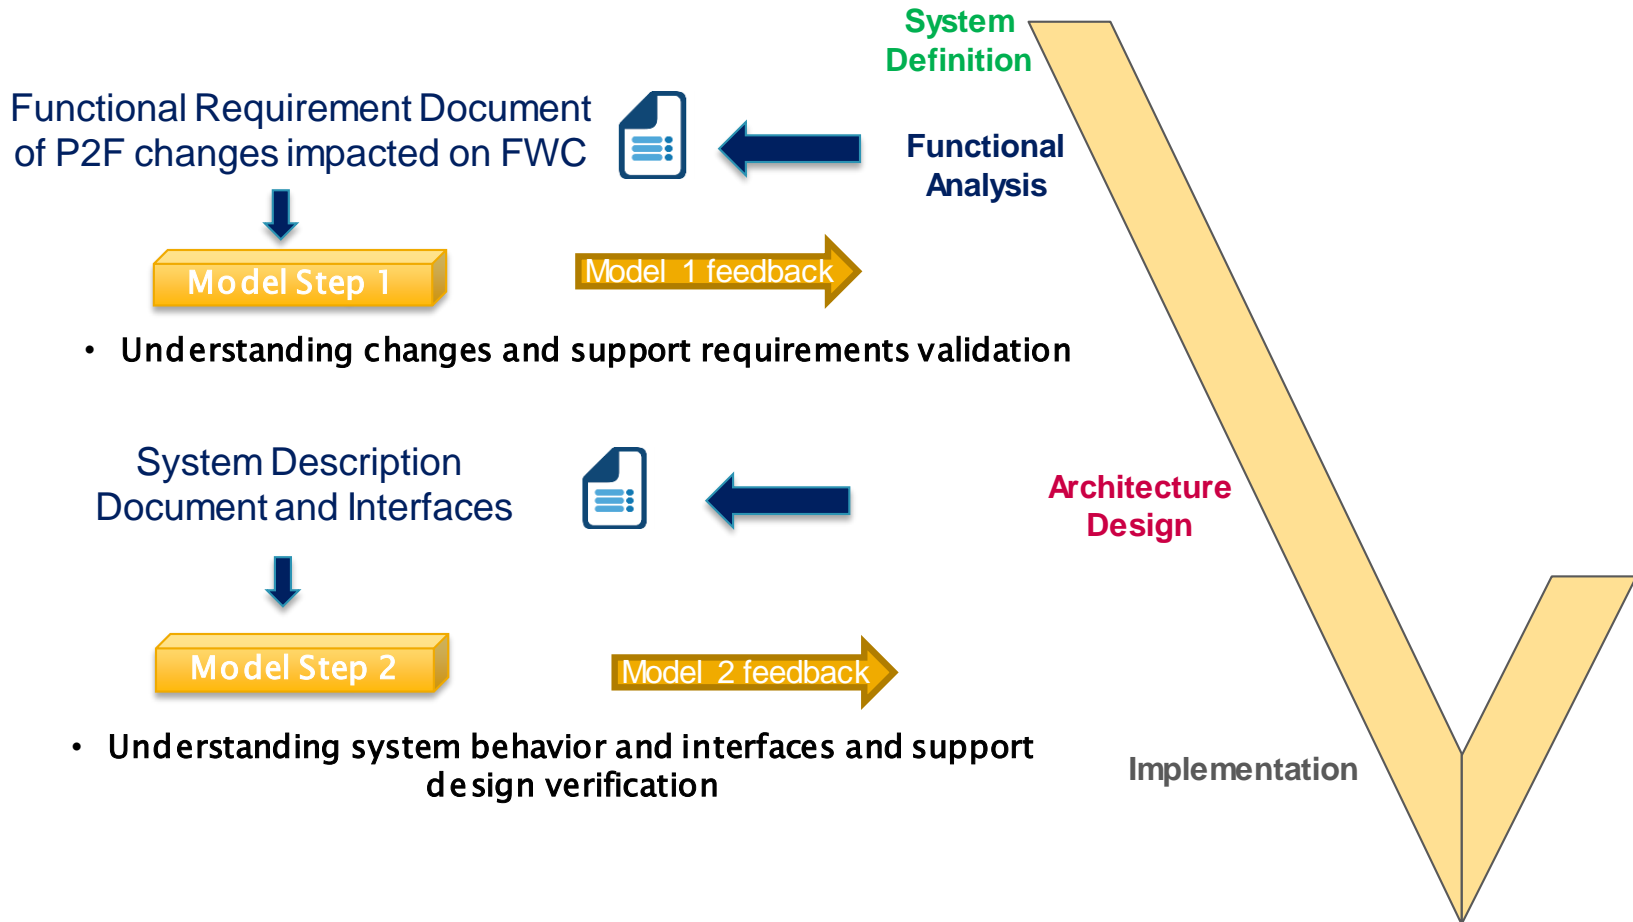 System
Definition
Functional Requirement Document
of P2F changes impacted on FWC
Functional
Analysis
Model Step 1
Model 1 feedback
• Understanding changes and support requirements validation
System Description
Document and Interfaces
Architecture
Design
Model Step 2
Model 2 feedback
• Understanding system behavior and interfaces and support
design verification
Implementation